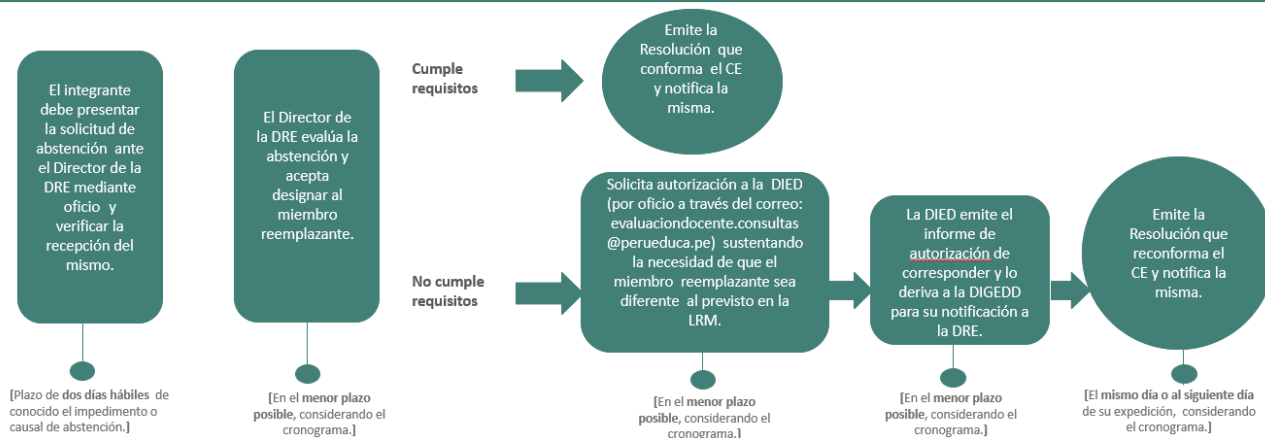 El integrante
debe presentar
la solicitud de
abstención ante
el Director de la
DRE mediante
oficio y
verificar la
recepción del
mismo.
[Plazo de dos días hábiles de
conocido el impedimento o
causal de abstención.]
El Director de
la DRE evalúa la
abstención y
acepta
designar al
miembro
reemplazante.
[En el menor plazo
posible, considerando el
cronograma.]
Cumple
requisitos
Emite la
Resolución que
conforma el CE
y notifica la
misma.
No cumple
requisitos
Solicita autorización a la DIED
(por oficio a través del correo:
evaluaciondocente.consultas
@perueduca.pe) sustentando
la necesidad de que el
miembro reemplazante sea
diferente al previsto en la
LRM.
[En el menor plazo
posible, considerando el
cronograma.]
La DIED emite el
informe de
autorización de
corresponder y lo
deriva a la DIGEDD
para su notificación a
la DRE.
[En el menor plazo
posible, considerando el
cronograma.]
Emite la
Resolución que
reconforma el
CE y notifica la
misma.
[El mismo día o al siguiente día
de su expedición, considerando
el cronograma.]